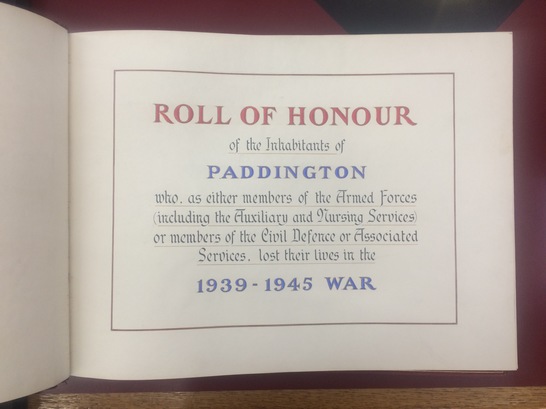 ROLL OF HONOUR
of the Inhabitants of
PADDINGTON
who, as either members of the Armed Forces
(including the Auxiliary and Nursing Services)
or members of the Civil Defence or Associated
Services, lost their lives in the
1939-1945 WAR